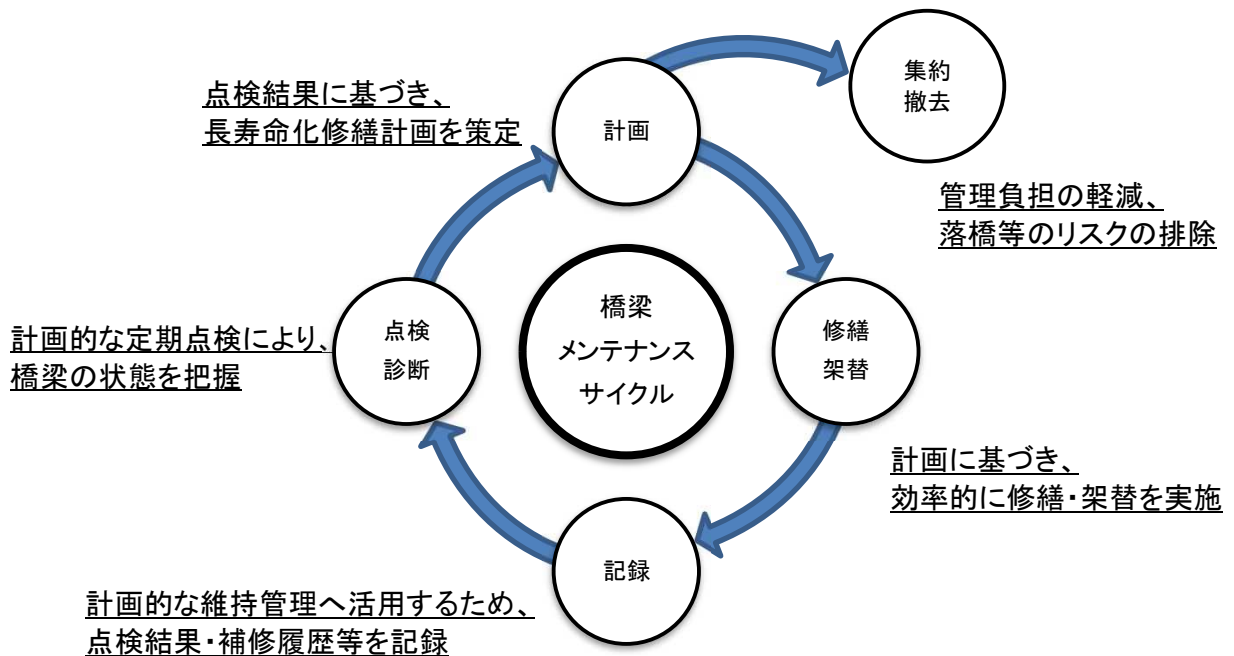 集約
撤去
点検結果に基づき、
長寿命化修繕計画を策定
計画
管理負担の軽減、
落橋等のリスクの排除
橋梁
メンテナンス
サイクル
点検
診断
修繕
架替
計画的な定期点検により、
橋梁の状態を把握
計画に基づき、
効率的に修繕・架替を実施
記録
計画的な維持管理へ活用するため、
点検結果・補修履歴等を記録